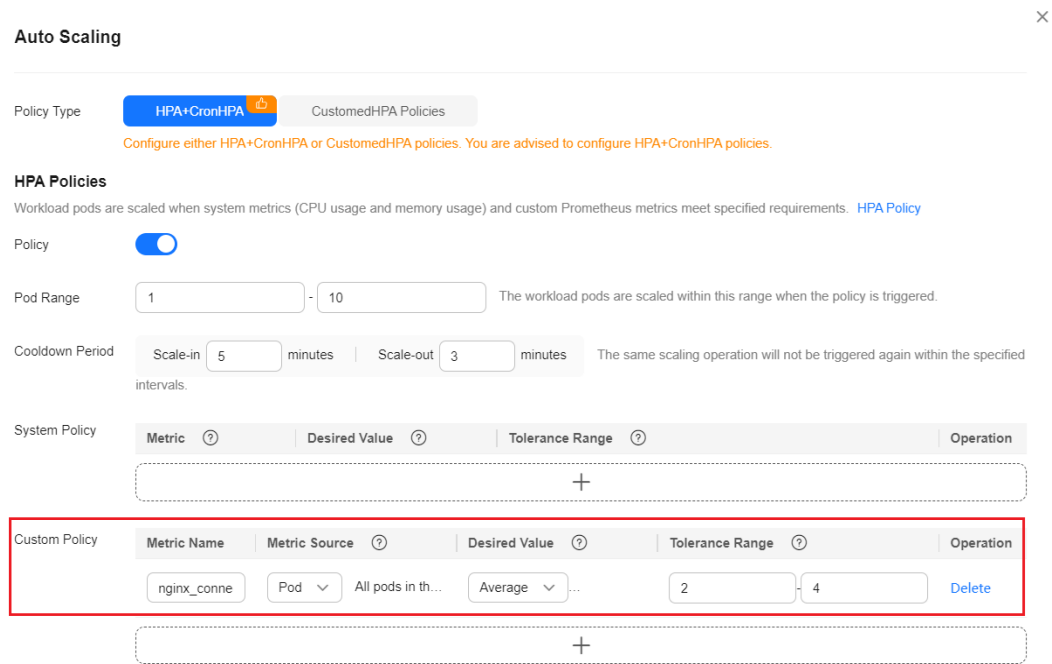 Auto Scaling
Policy Type HPA+CronHPA CustomedHPA Policies
Configure either HPA+CronHPA or CustomedHPA policies. You are advised to configure HPA+CronHPA policies.
HPA Policies
Workload pods are scaled when system metrics (CPU usage and memory usage) and custom Prometheus metrics meet specified requirements. HPA Policy
Policy
Pod Range 1 - 10 The workload pods are scaled within this range when the policy is triggered.
Cooldown Period Scale-in 5 minutes Scale-out 3 minutes The same scaling operation will not be triggered again within the specified
intervals.
System Policy Metric ? Desired Value ? Tolerance Range ? Operation
+
Custom Policy Metric Name Metric Source ? Desired Value ? Tolerance Range ? Operation
nginx_conne Pod All pods in th... Average ... 2 - 4 Delete
+